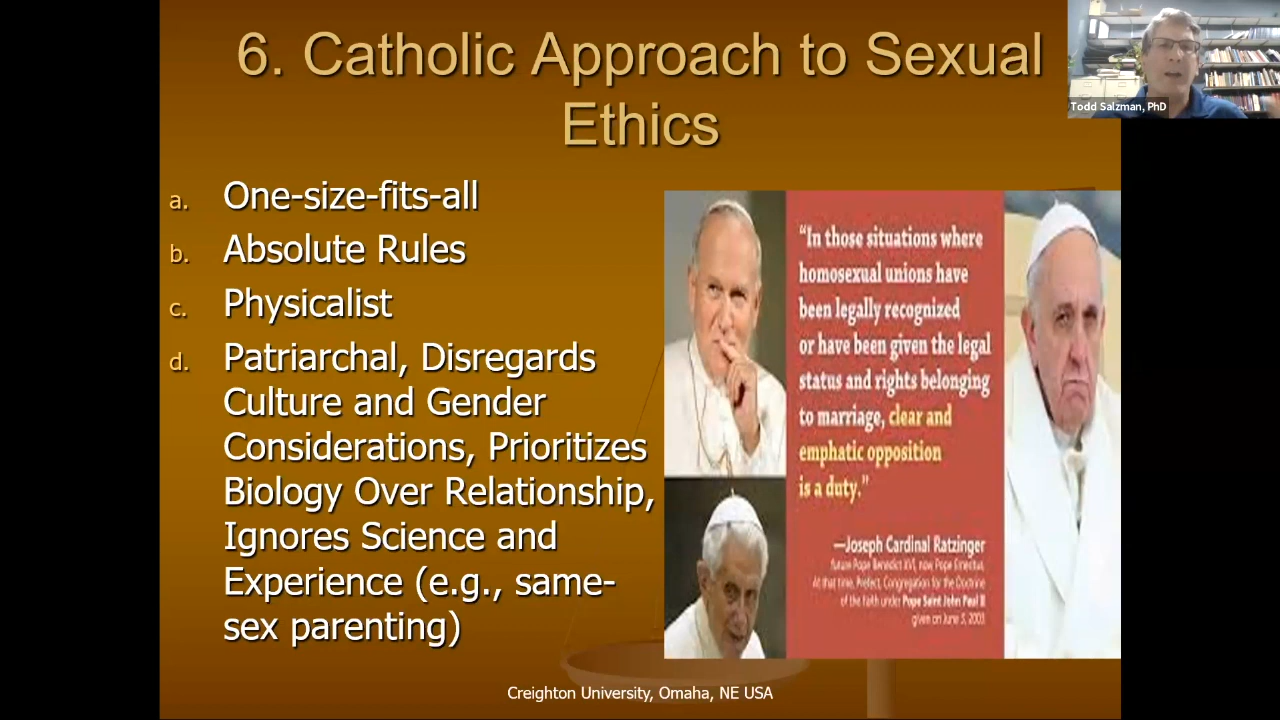 6. Catholic Approach to Sexual
Ethics
Todd Salzman, PhD
a. One-size-fits-all
b. Absolute Rules
c. Physicalist
d. Patriarchal, Disregards
Culture and Gender
Considerations, Prioritizes
Biology Over Relationship,
Ignores Science and
Experience (e.g., same-
sex parenting)
“In those situations where
homosexual unions have
been legally recognized
or have been given the legal
status and rights belonging
to marriage, clear and
emphatic opposition
is a duty.”
—Joseph Cardinal Ratzinger
future Pope Benedict XVI, now Pope Emeritus.
At that time, Prefect, Congregation for the Doctrine
of the Faith under Pope Saint John Paul II
given on June 3, 2003
Creighton University, Omaha, NE USA